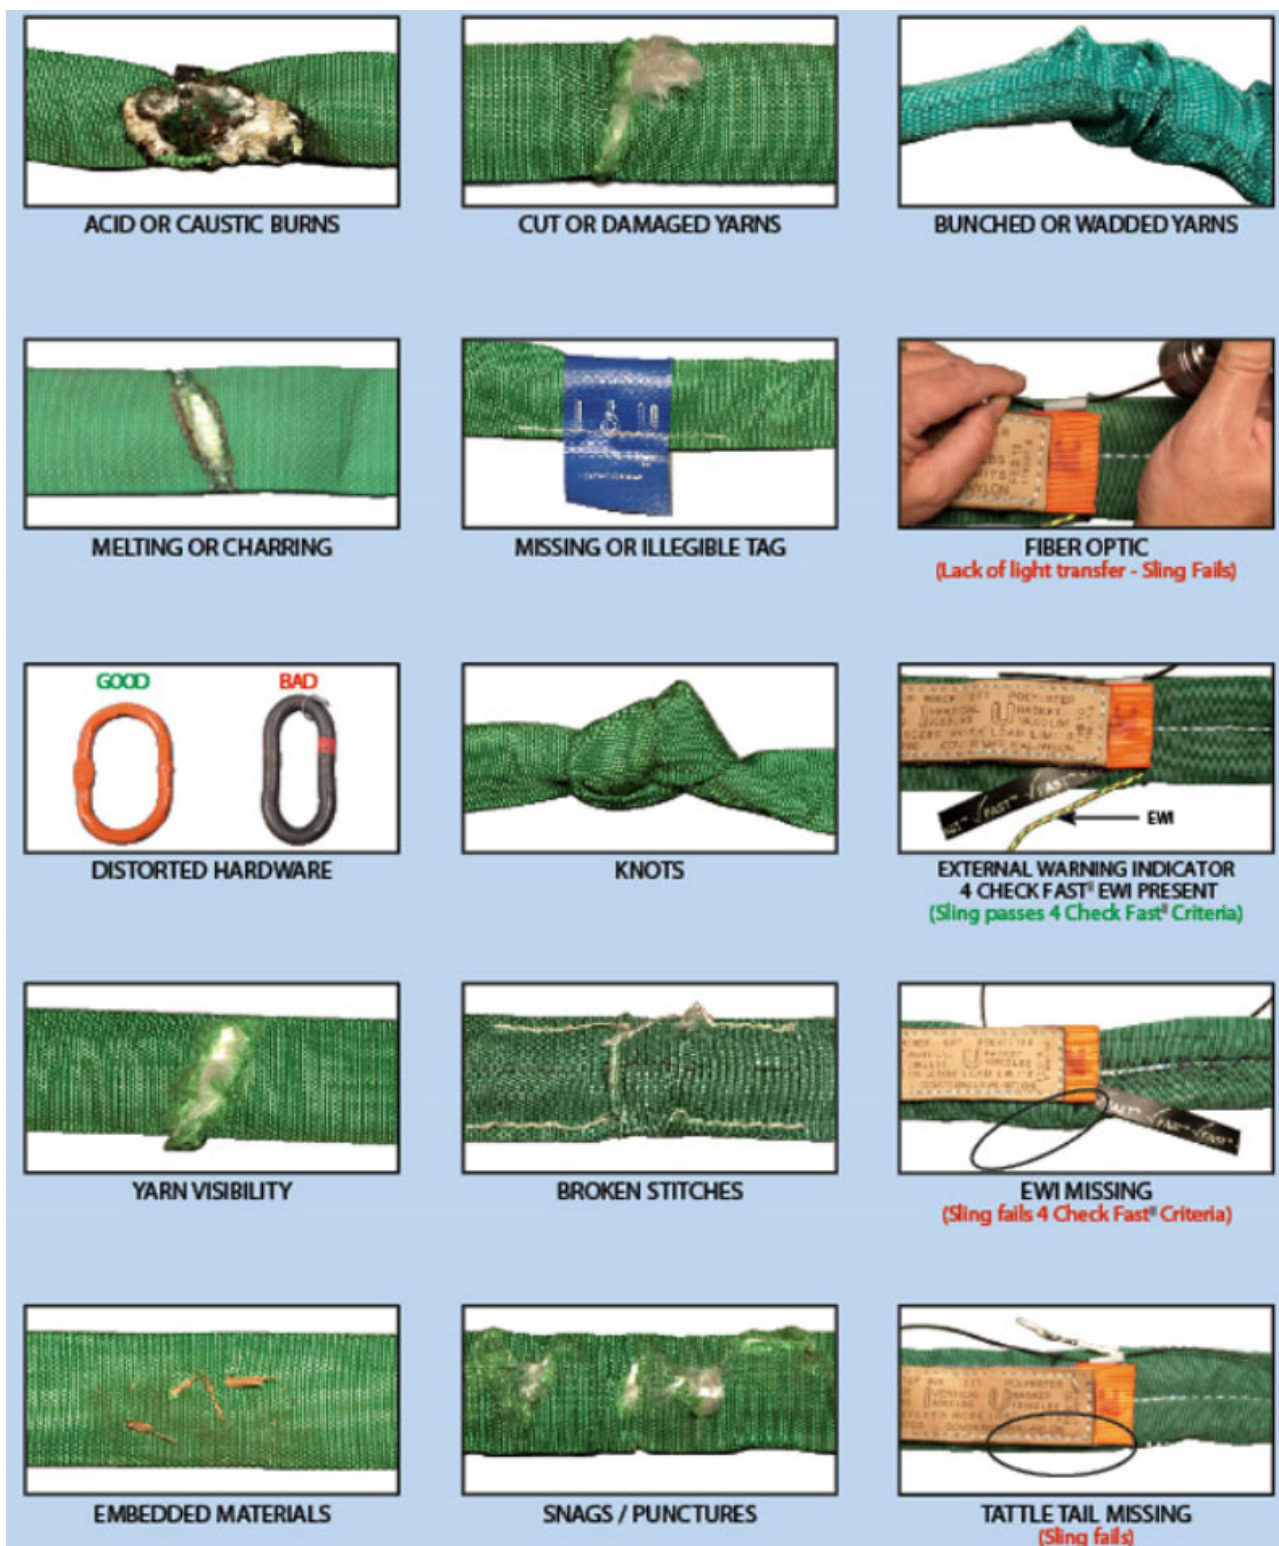 ACID OR CAUSTIC BURNS
CUT OR DAMAGED YARNS
BUNCHED OR WADDED YARNS
MELTING OR CHARRING
MISSING OR ILLEGIBLE TAG
FIBER OPTIC
(Lack of light transfer - Sling Fails)
GOOD
BAD
DISTORTED HARDWARE
KNOTS
EWI
EXTERNAL WARNING INDICATOR
4 CHECK FAST® EWI PRESENT
(Sling passes 4 Check Fast® Criteria)
YARN VISIBILITY
BROKEN STITCHES
EWI MISSING
(Sling fails 4 Check Fast® Criteria)
EMBEDDED MATERIALS
SNAGS / PUNCTURES
TATTLE TAIL MISSING
(Sling fails)